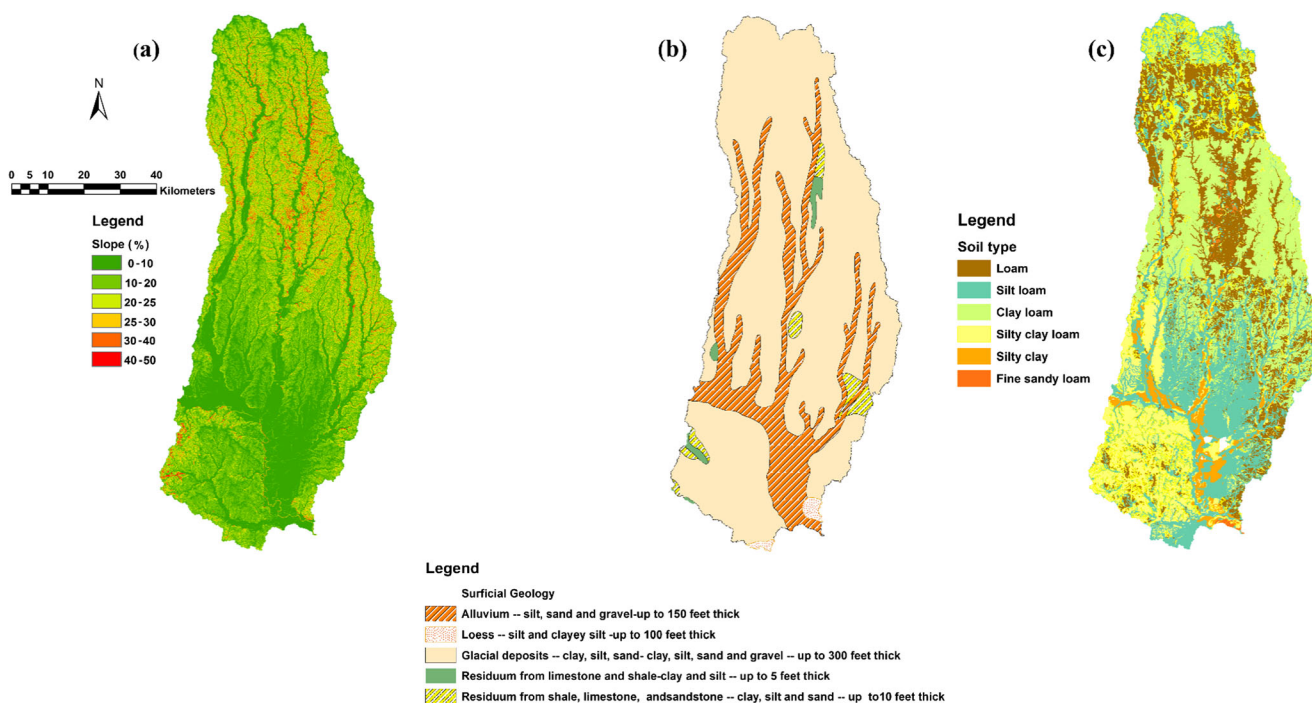 (a)
(b)
(c)
N
0 5 10 20 30 40
Kilometers
Legend
Slope (%)
0-10
10-20
20-25
25-30
30-40
40-50
Legend
Soil type
Loam
Silt loam
Clay loam
Silty clay loam
Silty clay
Fine sandy loam
Legend
Surficial Geology
Alluvium -- silt, sand and gravel-up to 150 feet thick
Loess -- silt and clayey silt -up to 100 feet thick
Glacial deposits -- clay, silt, sand- clay, silt, sand and gravel -- up to 300 feet thick
Residuum from limestone and shale-clay and silt -- up to 5 feet thick
Residuum from shale, limestone, andsandstone -- clay, silt and sand -- up to10 feet thick